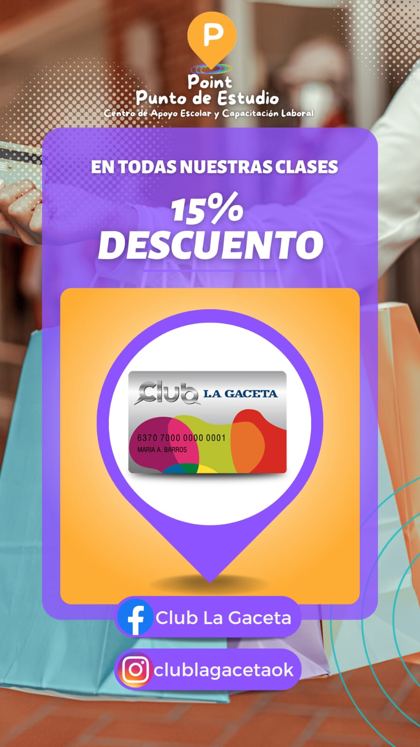 P
Point
Punto de Estudio
Centro de Apoyo Escolar y Capacitación Laboral
EN TODAS NUESTRAS CLASES
15%
DESCUENTO
Club LA GACETA
6370 7000 0000 0001
MARIA A. BARROS
Club La Gaceta
clublagacetaok